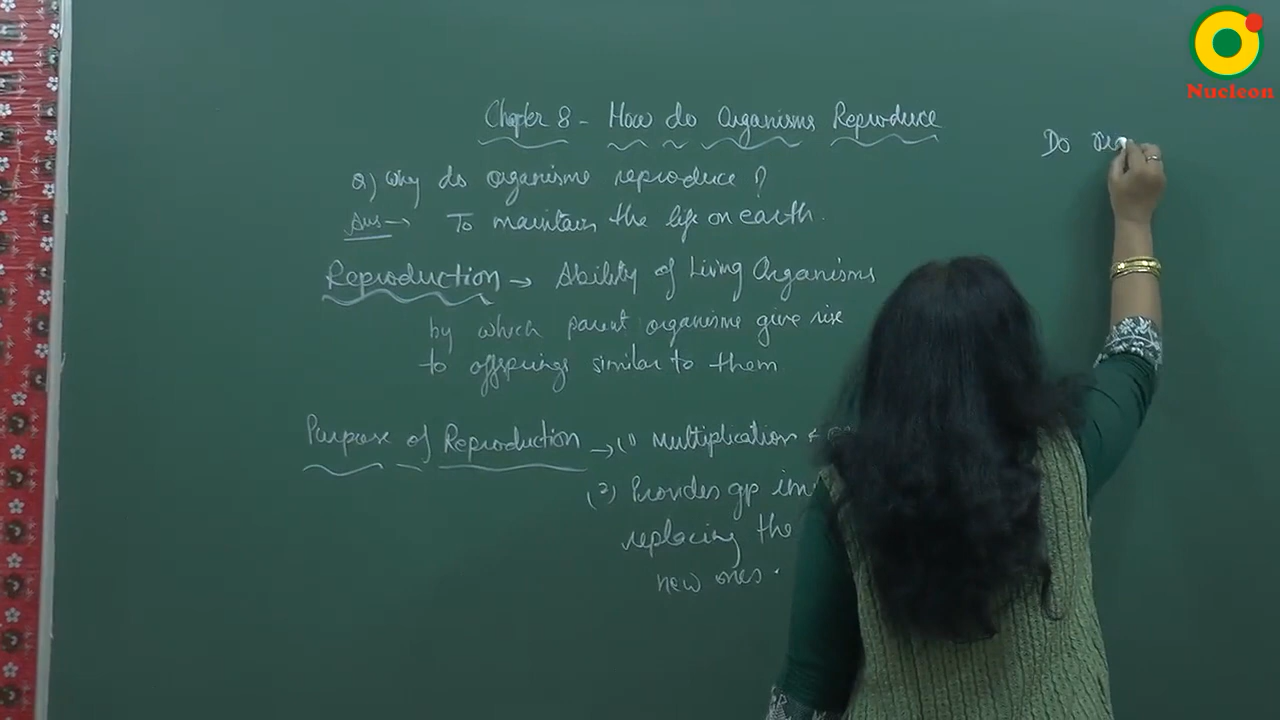 Nucleon
Chapter 8 - How do Organisms Reproduce
Q) Why do organisms reproduce ?
Ans → To maintain the life on earth.
Reproduction → Ability of Living Organisms
by which parent organisms give rise
to offsprings similar to them
Purpose of Reproduction → (1) Multiplication
(2) Provides gp
replacing the
new ones.
Do